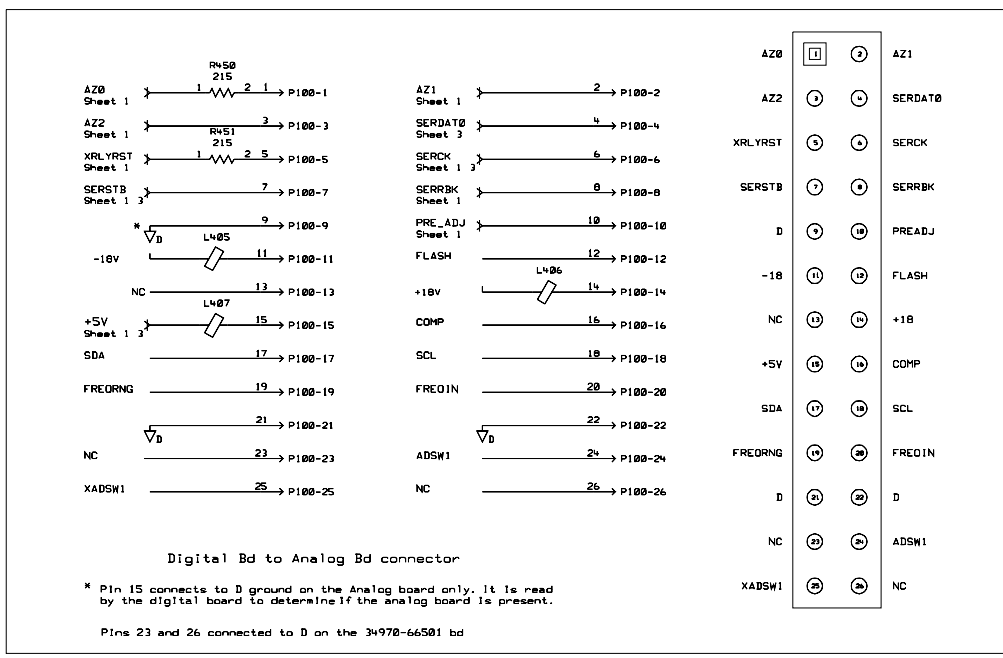 R450
215
AZ0 1 2 1 P100-1
Sheet 1
AZ2 3 P100-3
Sheet 1
R451
215
XRLYRST 1 2 5 P100-5
Sheet 1
SERSTB 7 P100-7
Sheet 1 3
* 9 P100-9
D
L405
-18V 11 P100-11
NC 13 P100-13
L407
+5V 15 P100-15
Sheet 1 3
SDA 17 P100-17
FREQRNG 19 P100-19
21 P100-21
D
NC 23 P100-23
XADSW1 25 P100-25
AZ1 2 P100-2
Sheet 1
SERDAT0 4 P100-4
Sheet 3
SERCK 6 P100-6
Sheet 1 3
SERRBK 8 P100-8
Sheet 1
PRE_ADJ 10 P100-10
Sheet 1
FLASH 12 P100-12
L406
+18V 14 P100-14
COMP 16 P100-16
SCL 18 P100-18
FREQIN 20 P100-20
22 P100-22
D
ADSW1 24 P100-24
NC 26 P100-26
AZ0 1 2 AZ1
AZ2 3 4 SERDAT0
XRLYRST 5 6 SERCK
SERSTB 7 8 SERRBK
D 9 10 PREADJ
-18 11 12 FLASH
NC 13 14 +18
+5V 15 16 COMP
SDA 17 18 SCL
FREQRNG 19 20 FREQIN
D 21 22 D
NC 23 24 ADSW1
XADSW1 25 26 NC
Digital Bd to Analog Bd connector
* Pin 15 connects to D ground on the Analog board only. It is read
by the digital board to determine if the analog board is present.
Pins 23 and 26 connected to D on the 34970-66501 bd